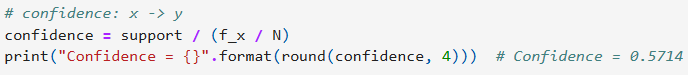 # confidence: x -> y
confidence = support / (f_x / N)
print("Confidence = {}".format(round(confidence, 4)))  # Confidence = 0.5714